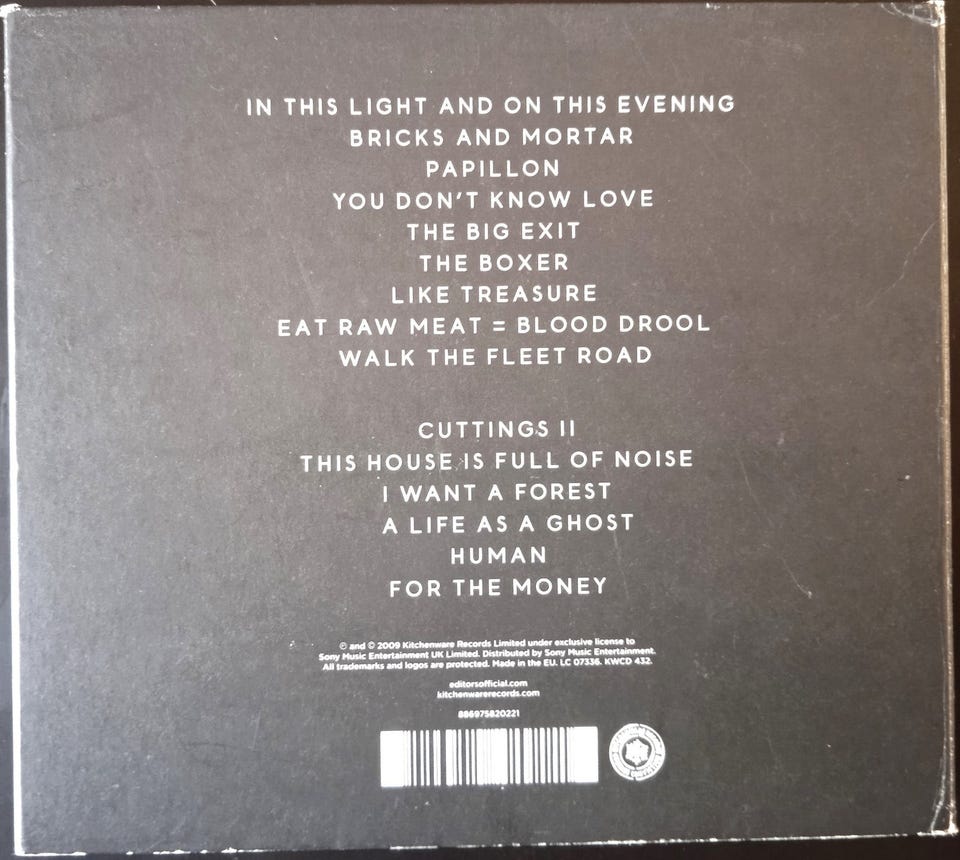 IN THIS LIGHT AND ON THIS EVENING
BRICKS AND MORTAR
PAPILLON
YOU DON'T KNOW LOVE
THE BIG EXIT
THE BOXER
LIKE TREASURE
EAT RAW MEAT = BLOOD DROOL
WALK THE FLEET ROAD
CUTTINGS II
THIS HOUSE IS FULL OF NOISE
I WANT A FOREST
A LIFE AS A GHOST
HUMAN
FOR THE MONEY
℗ and © 2009 Kitchenware Records Limited under exclusive license to
Sony Music Entertainment UK Limited. Distributed by Sony Music Entertainment.
All trademarks and logos are protected. Made in the EU. LC 07336. KWCD 432.
editorsofficial.com
kitchenwarerecords.com
886975820221